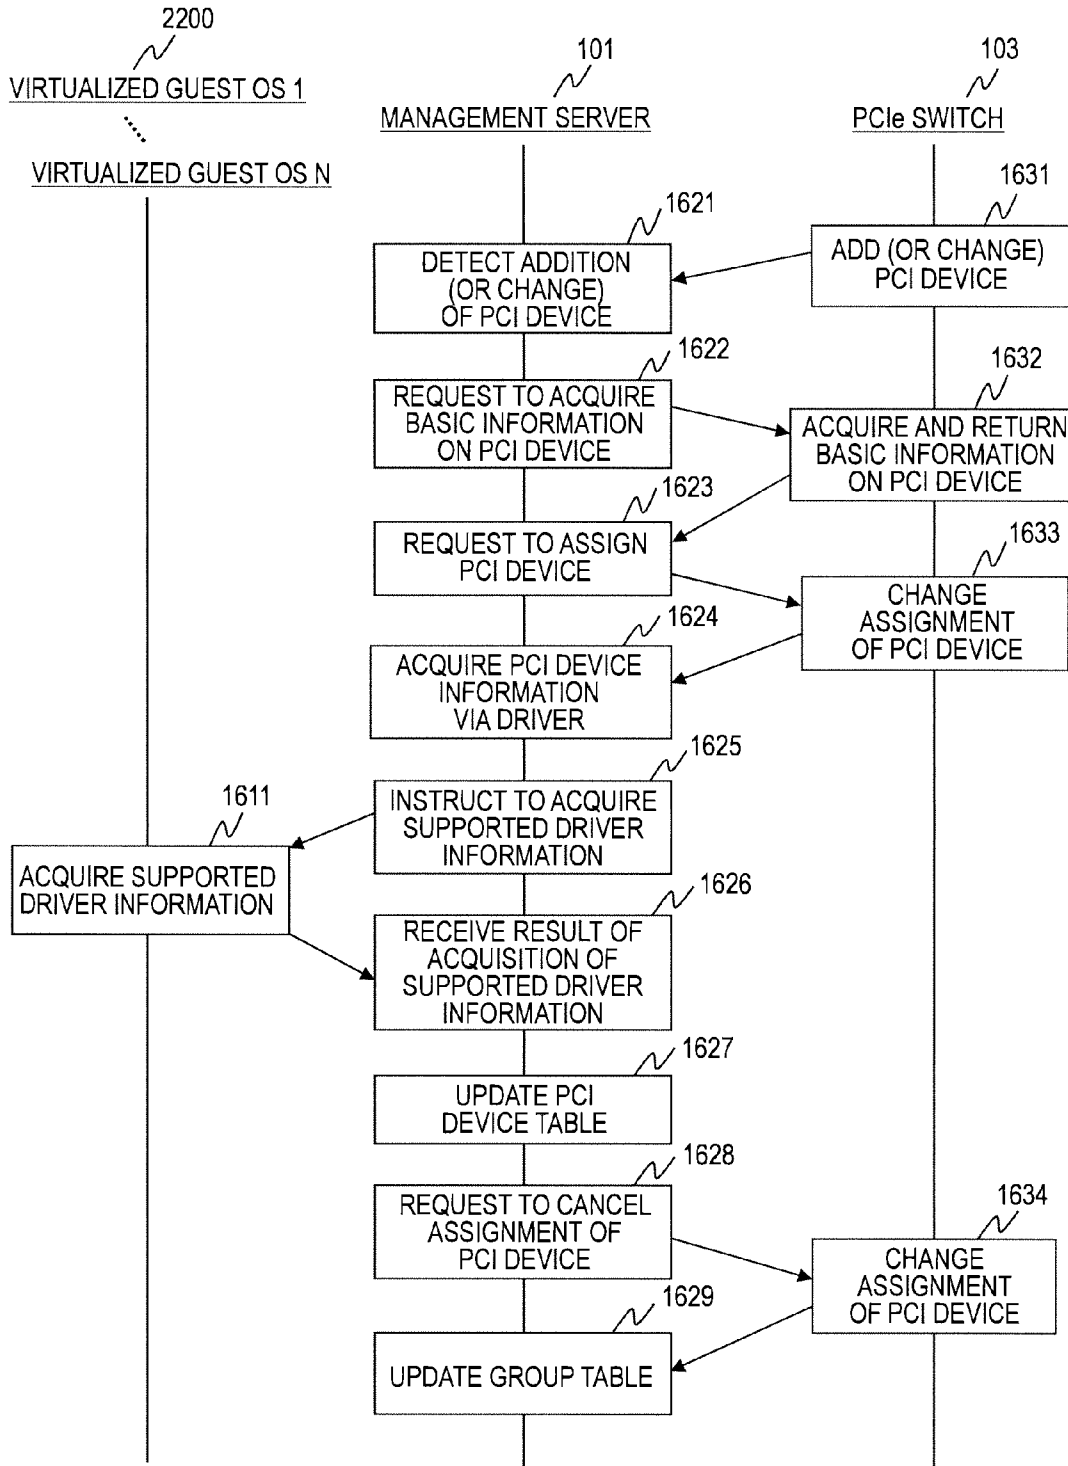 2200
VIRTUALIZED GUEST OS 1
VIRTUALIZED GUEST OS N
101
MANAGEMENT SERVER
103
PCIe SWITCH
1631
ADD (OR CHANGE)
PCI DEVICE
1621
DETECT ADDITION
(OR CHANGE)
OF PCI DEVICE
1622
REQUEST TO ACQUIRE
BASIC INFORMATION
ON PCI DEVICE
1632
ACQUIRE AND RETURN
BASIC INFORMATION
ON PCI DEVICE
1623
REQUEST TO ASSIGN
PCI DEVICE
1633
CHANGE
ASSIGNMENT
OF PCI DEVICE
1624
ACQUIRE PCI DEVICE
INFORMATION
VIA DRIVER
1625
INSTRUCT TO ACQUIRE
SUPPORTED DRIVER
INFORMATION
1611
ACQUIRE SUPPORTED
DRIVER INFORMATION
1626
RECEIVE RESULT OF
ACQUISITION OF
SUPPORTED DRIVER
INFORMATION
1627
UPDATE PCI
DEVICE TABLE
1628
REQUEST TO CANCEL
ASSIGNMENT OF
PCI DEVICE
1634
CHANGE
ASSIGNMENT
OF PCI DEVICE
1629
UPDATE GROUP TABLE